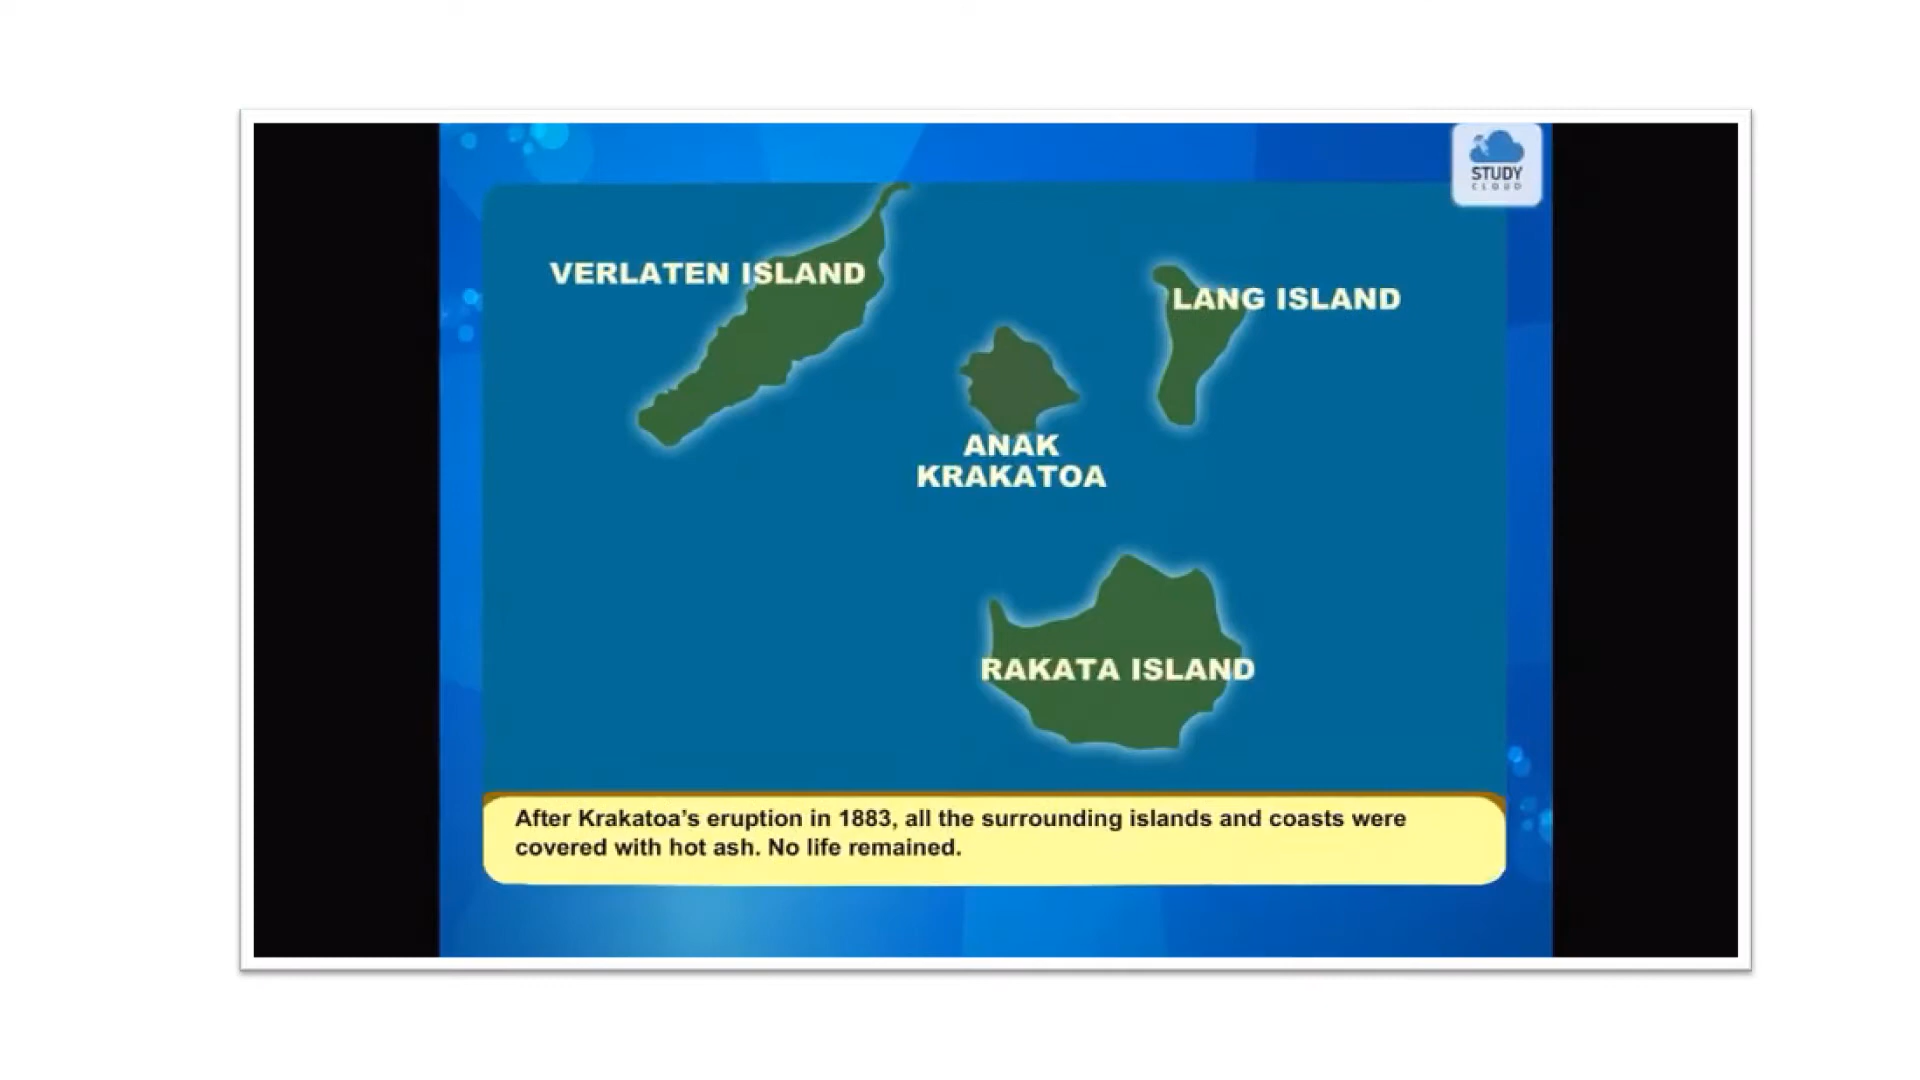 STUDY
CLOUD
VERLATEN ISLAND
LANG ISLAND
ANAK
KRAKATOA
RAKATA ISLAND
After Krakatoa's eruption in 1883, all the surrounding islands and coasts were
covered with hot ash. No life remained.